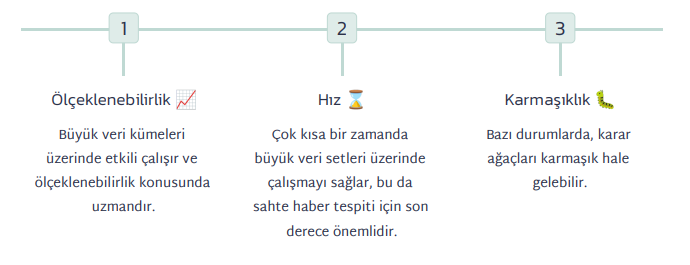 1
Ölçeklenebilirlik 📈
Büyük veri kümeleri
üzerinde etkili çalışır ve
ölçeklenebilirlik konusunda
uzmandır.
2
Hız ⏳
Çok kısa bir zamanda
büyük veri setleri üzerinde
çalışmayı sağlar, bu da
sahte haber tespiti için son
derece önemlidir.
3
Karmaşıklık 🐛
Bazı durumlarda, karar
ağaçları karmaşık hale
gelebilir.